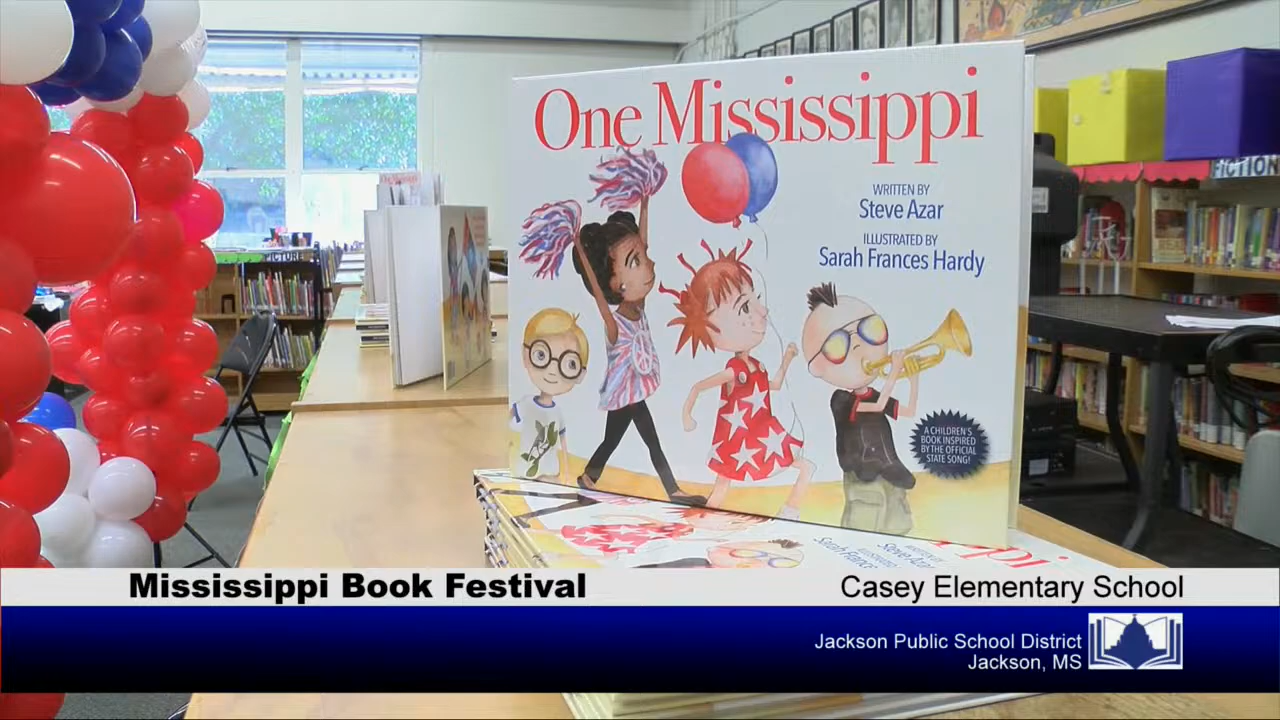 One Mississippi
WRITTEN BY
Steve Azar
ILLUSTRATED BY
Sarah Frances Hardy
A CHILDREN'S
BOOK INSPIRED
BY THE OFFICIAL
STATE SONG!
FICTION
Mississippi Book Festival
Casey Elementary School
Jackson Public School District
Jackson, MS